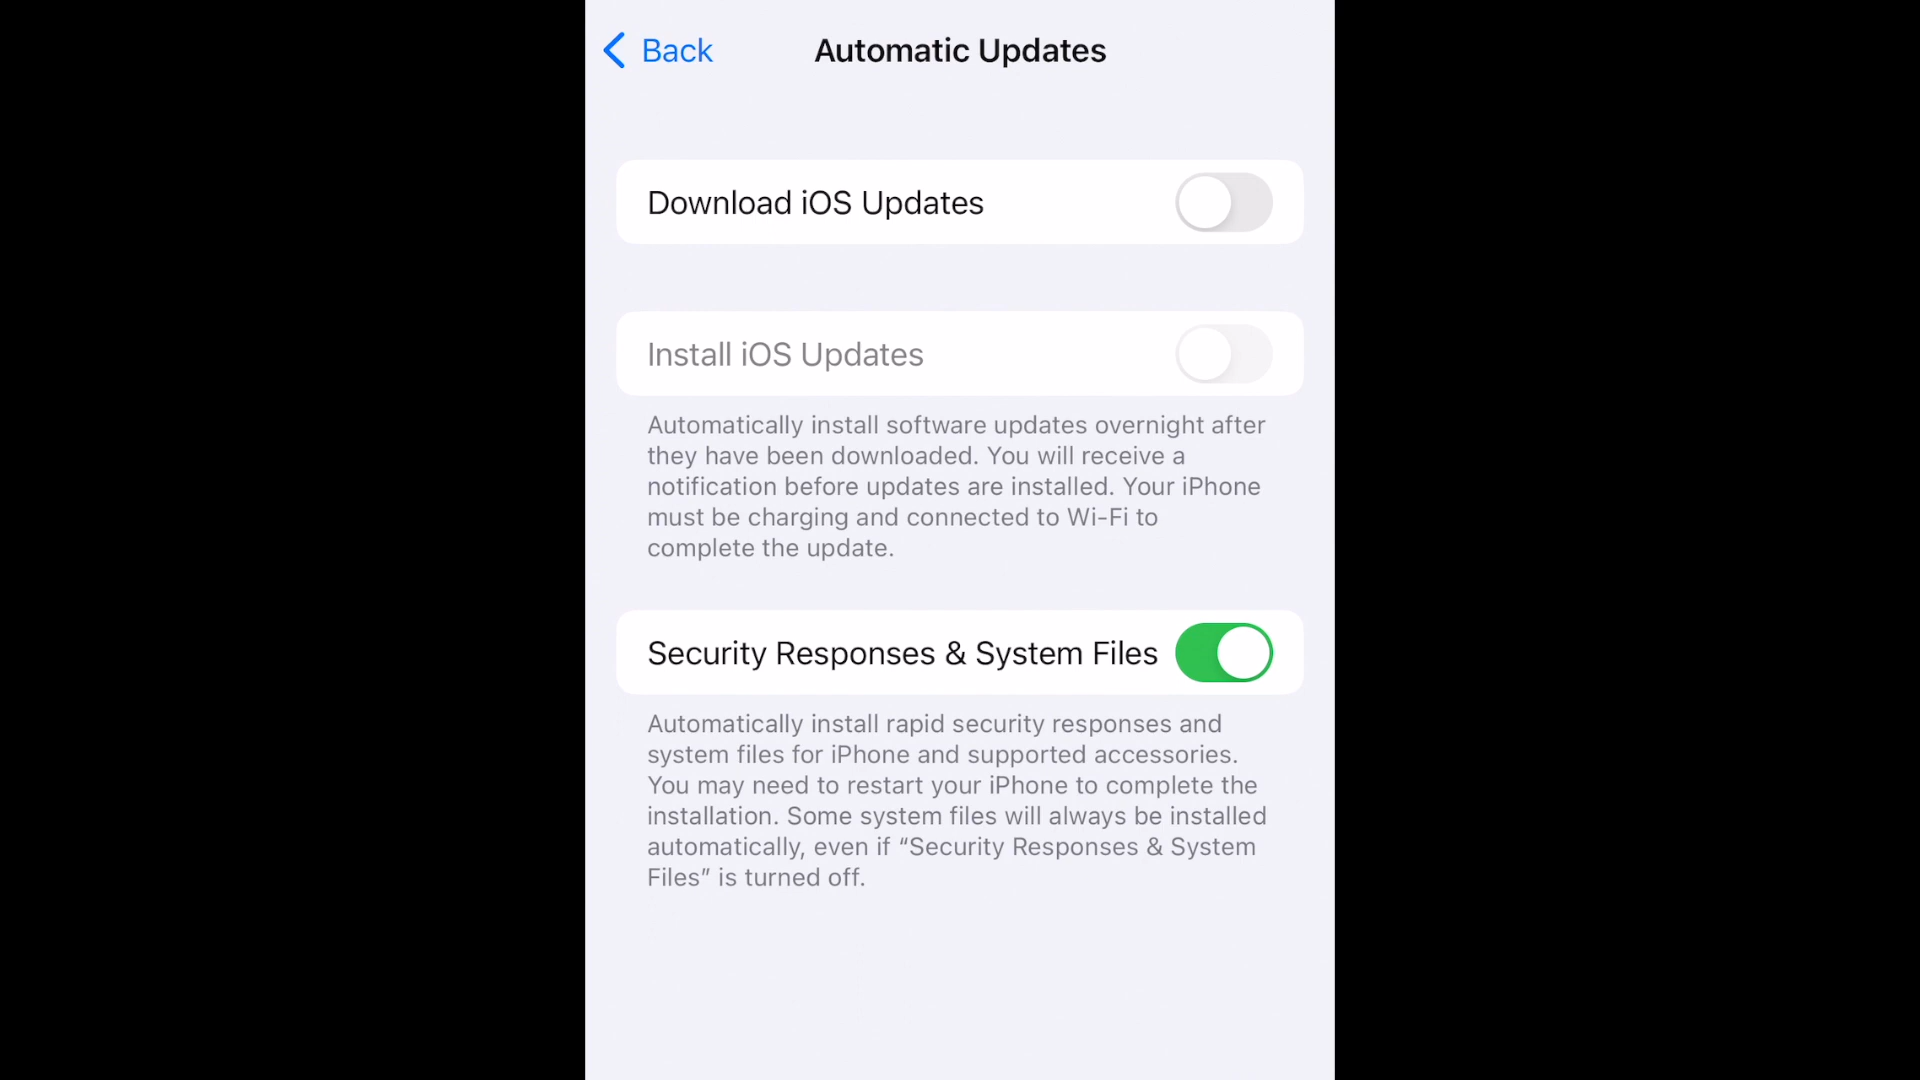 Back
Automatic Updates
Download iOS Updates
Install iOS Updates
Automatically install software updates overnight after
they have been downloaded. You will receive a
notification before updates are installed. Your iPhone
must be charging and connected to Wi-Fi to
complete the update.
Security Responses & System Files
Automatically install rapid security responses and
system files for iPhone and supported accessories.
You may need to restart your iPhone to complete the
installation. Some system files will always be installed
automatically, even if “Security Responses & System
Files” is turned off.